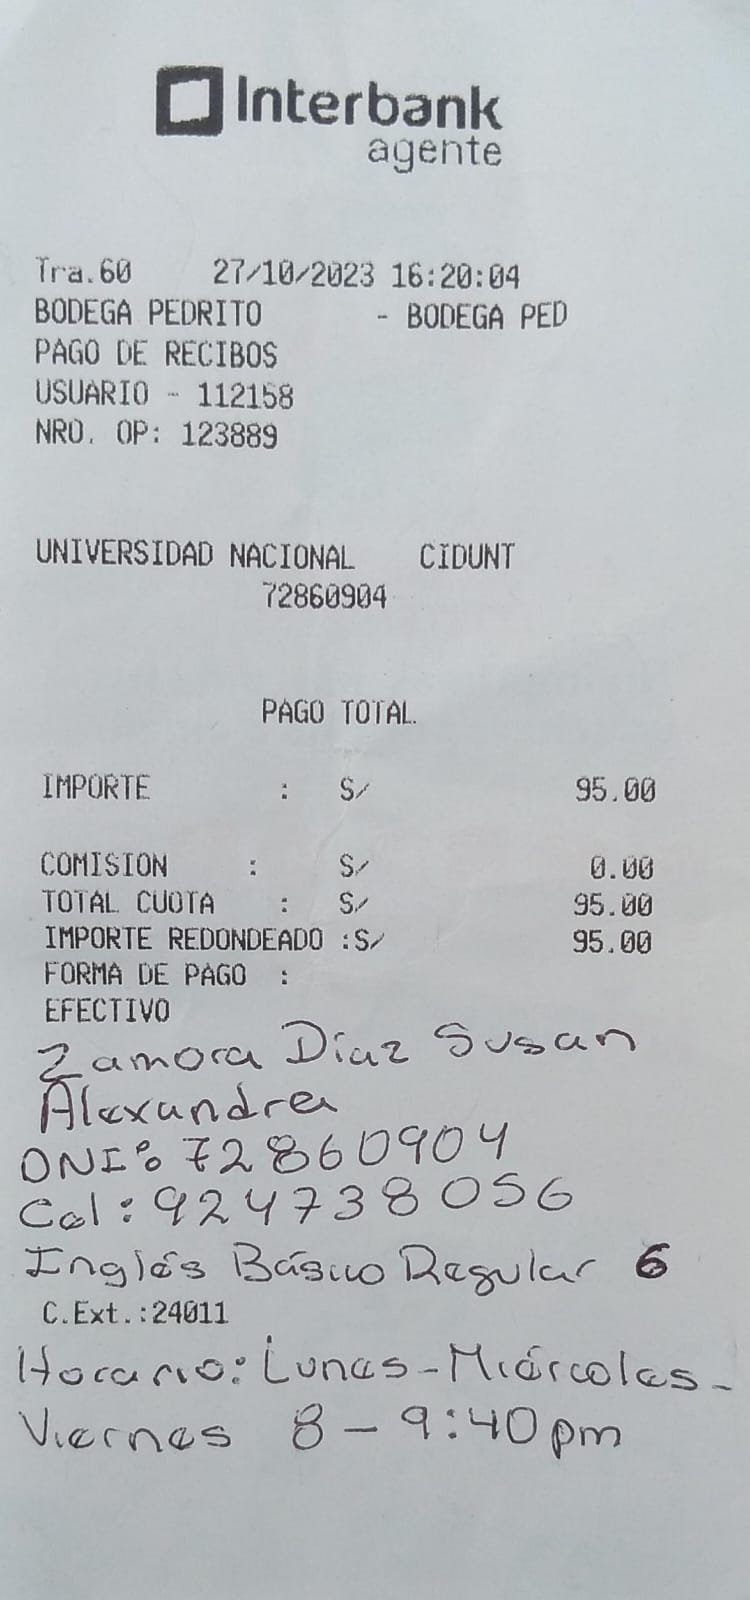 Interbank
agente
Tra.60 27/10/2023 16:20:04
BODEGA PEDRITO - BODEGA PED
PAGO DE RECIBOS
USUARIO - 112158
NRO. OP: 123889
UNIVERSIDAD NACIONAL CIDUNT
72860904
PAGO TOTAL.
IMPORTE : S/ 95.00
COMISION : S/ 0.00
TOTAL CUOTA : S/ 95.00
IMPORTE REDONDEADO :S/ 95.00
FORMA DE PAGO :
EFECTIVO
Zamora Díaz Susan
Alexandra
DNI: 72860904
Cel: 924738056
Inglés Básico Regular 6
C.Ext.:24011
Horario: Lunes-Miércoles-
Viernes 8 - 9:40pm